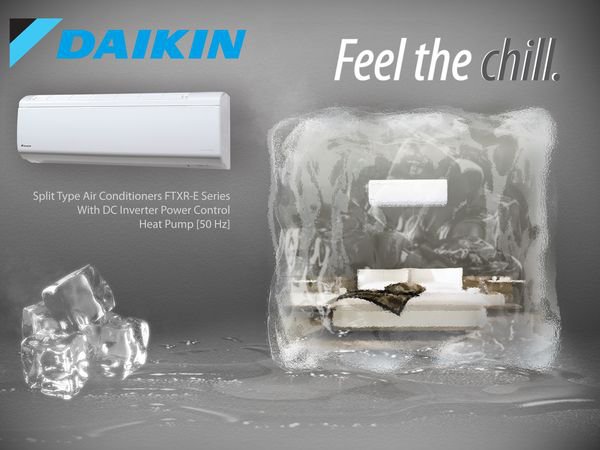 DAIKIN
Feel the chill.
Split Type Air Conditioners FTXR-E Series
With DC Inverter Power Control
Heat Pump [50 Hz]